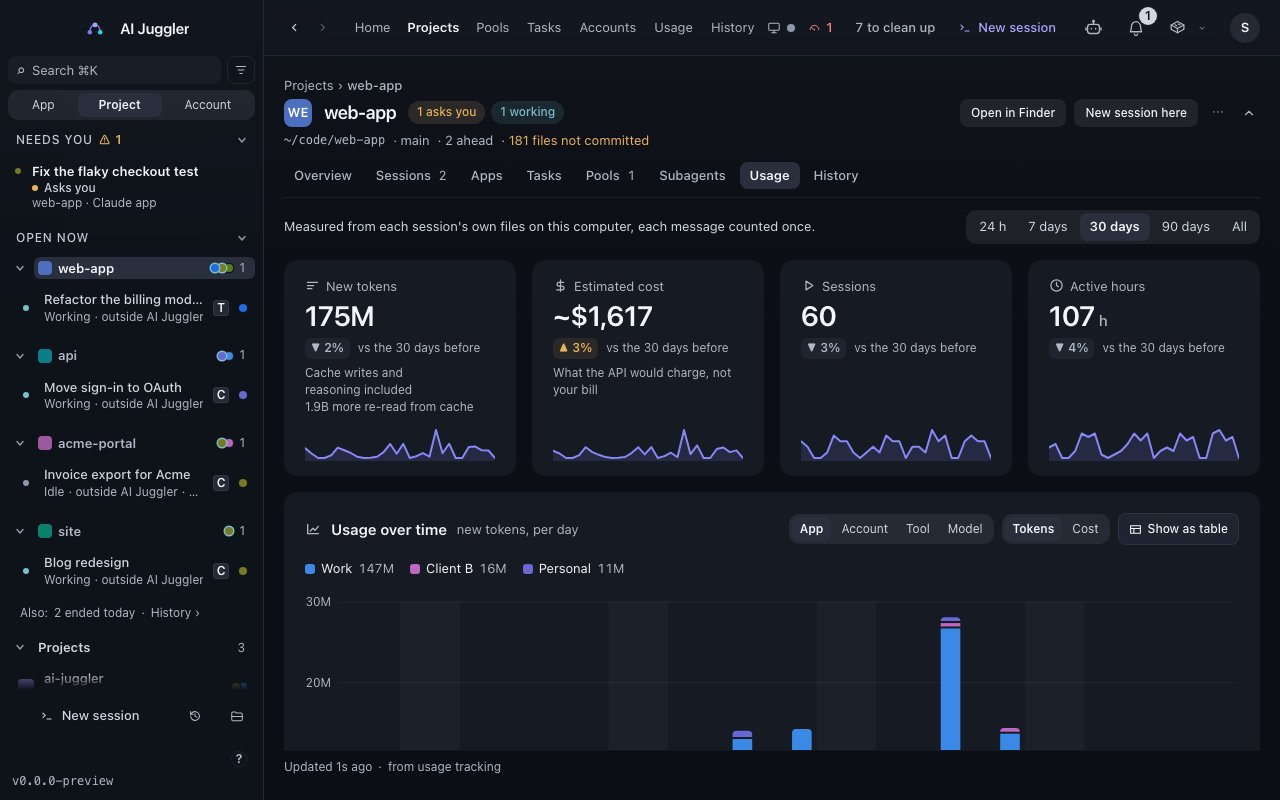 AI Juggler
Search ⌘K
App Project Account
NEEDS YOU 1
Fix the flaky checkout test
Asks you
web-app · Claude app
OPEN NOW
web-app 1
Refactor the billing mod... T
Working · outside AI Juggler
api 1
Move sign-in to OAuth C
Working · outside AI Juggler
acme-portal 1
Invoice export for Acme C
Idle · outside AI Juggler · ...
site 1
Blog redesign C
Working · outside AI Juggler
Also: 2 ended today · History ›
Projects 3
ai-juggler
New session
?
v0.0.0-preview
Home Projects Pools Tasks Accounts Usage History 1 7 to clean up New session 1 S
Projects › web-app
WE web-app 1 asks you 1 working Open in Finder New session here ...
~/code/web-app · main · 2 ahead · 181 files not committed
Overview Sessions 2 Apps Tasks Pools 1 Subagents Usage History
Measured from each session's own files on this computer, each message counted once. 24 h 7 days 30 days 90 days All
New tokens
175M
▼ 2% vs the 30 days before
Cache writes and
reasoning included
1.9B more re-read from cache
Estimated cost
~$1,617
▲ 3% vs the 30 days before
What the API would charge, not
your bill
Sessions
60
▼ 3% vs the 30 days before
Active hours
107 h
▼ 4% vs the 30 days before
Usage over time new tokens, per day App Account Tool Model Tokens Cost Show as table
Work 147M Client B 16M Personal 11M
30M
20M
Updated 1s ago · from usage tracking